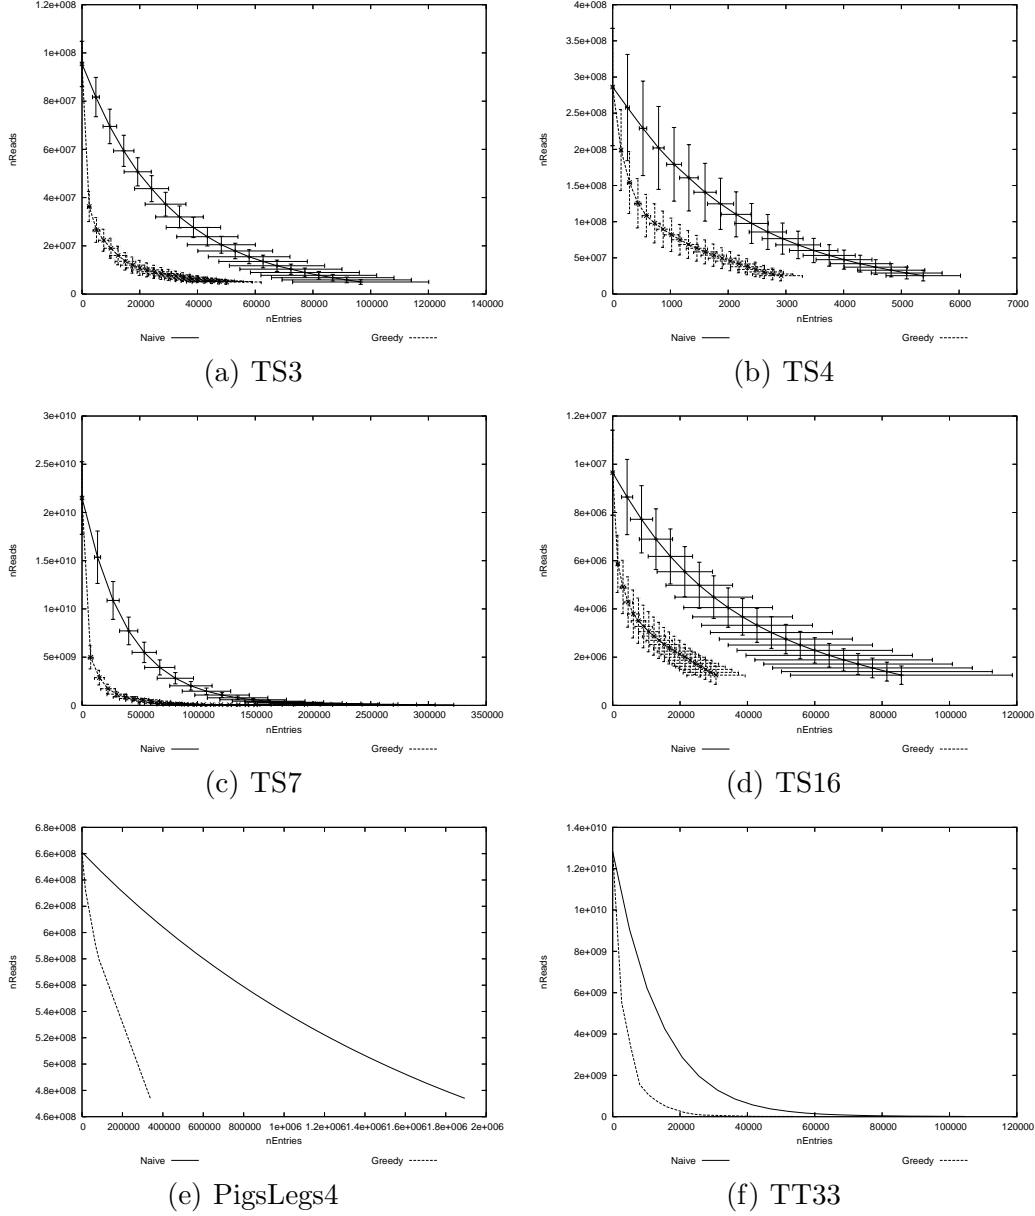 1.2e+008
1e+008
8e+007
6e+007
4e+007
2e+007
0
nReads
0 20000 40000 60000 80000 100000 120000 140000
nEntries
Naive Greedy
(a) TS3
4e+008
3.5e+008
3e+008
2.5e+008
2e+008
1.5e+008
1e+008
5e+007
0
nReads
0 1000 2000 3000 4000 5000 6000 7000
nEntries
Naive Greedy
(b) TS4
3e+010
2.5e+010
2e+010
1.5e+010
1e+010
5e+009
0
nReads
0 50000 100000 150000 200000 250000 300000 350000
nEntries
Naive Greedy
(c) TS7
1.2e+007
1e+007
8e+006
6e+006
4e+006
2e+006
0
nReads
0 20000 40000 60000 80000 100000 120000
nEntries
Naive Greedy
(d) TS16
6.8e+008
6.6e+008
6.4e+008
6.2e+008
6e+008
5.8e+008
5.6e+008
5.4e+008
5.2e+008
5e+008
4.8e+008
4.6e+008
nReads
0 200000 400000 600000 800000 1e+006 1.2e+006 1.4e+006 1.6e+006 1.8e+006 2e+006
nEntries
Naive Greedy
(e) PigsLegs4
1.4e+010
1.2e+010
1e+010
8e+009
6e+009
4e+009
2e+009
0
nReads
0 20000 40000 60000 80000 100000 120000
nEntries
Naive Greedy
(f) TT33